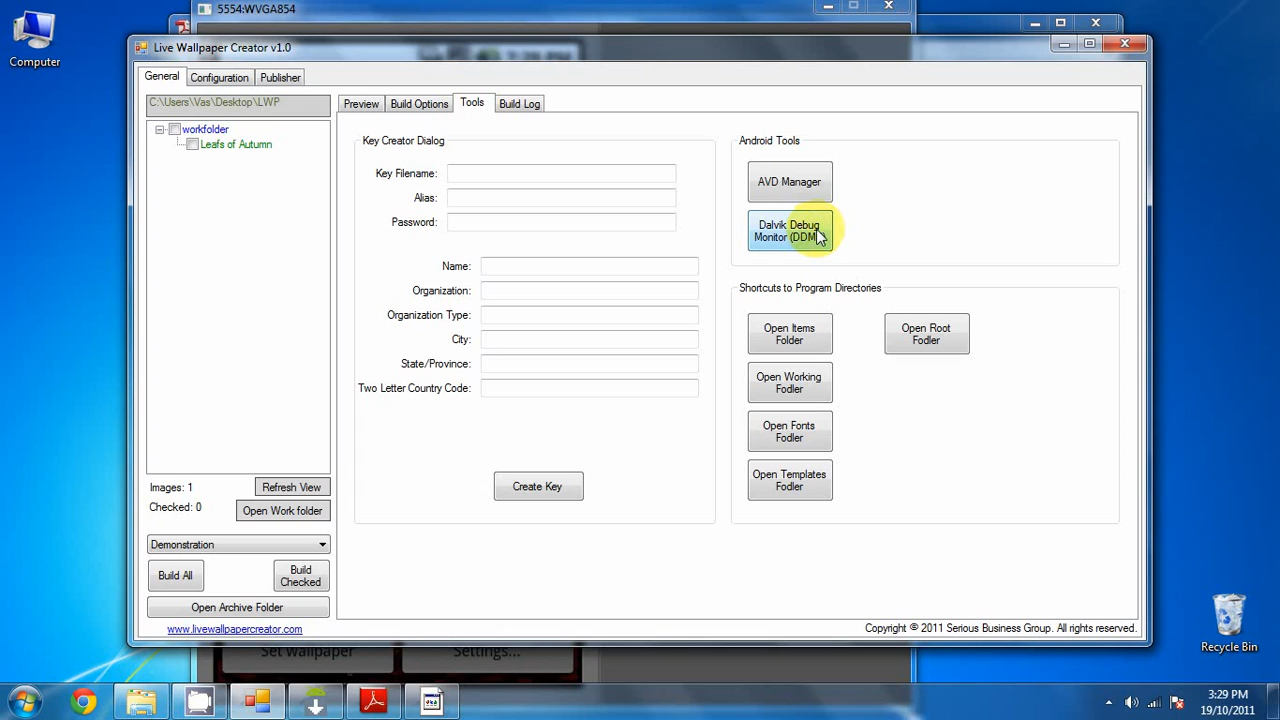 5554:WVGA854
Computer
Live Wallpaper Creator v1.0
General Configuration Publisher
C:\Users\Vas\Desktop\LWP
workfolder
Leafs of Autumn
Images: 1
Refresh View
Checked: 0
Open Work folder
Demonstration
Build All
Build
Checked
Open Archive Folder
www.livewallpapercreator.com
Preview Build Options Tools Build Log
Key Creator Dialog
Key Filename:
Alias:
Password:
Name:
Organization:
Organization Type:
City:
State/Province:
Two Letter Country Code:
Create Key
Android Tools
AVD Manager
Dalvik Debug
Monitor (DDM
Shortcuts to Program Directories
Open Items
Folder
Open Root
Fodler
Open Working
Fodler
Open Fonts
Fodler
Open Templates
Fodler
Copyright © 2011 Serious Business Group. All rights reserved.
Set wallpaper
Settings...
Recycle Bin
3:29 PM
19/10/2011